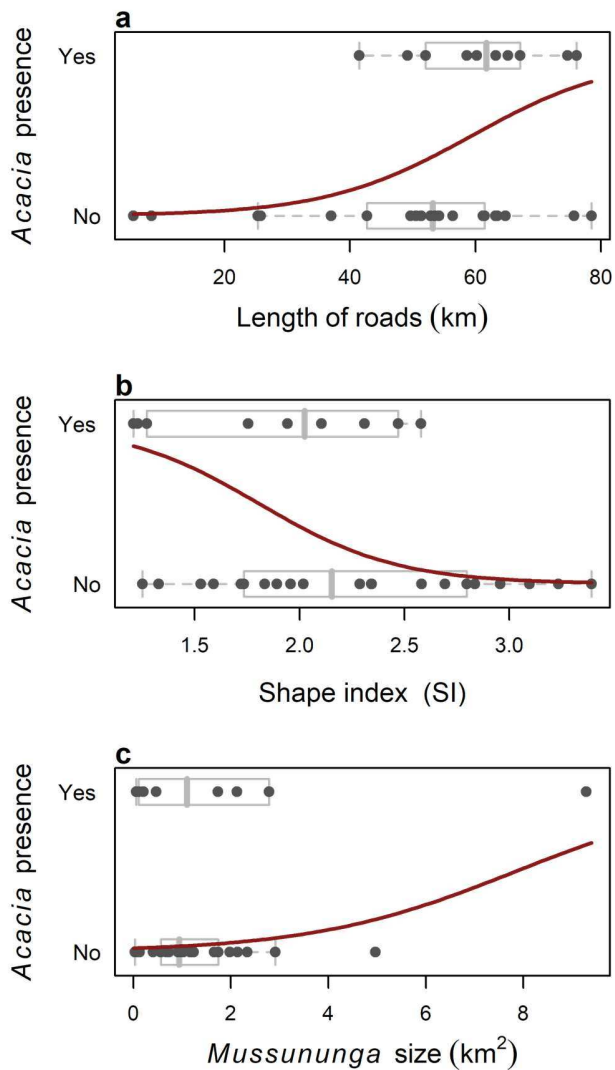 a
Yes
No
Acacia presence
20 40 60 80
Length of roads (km)
b
Yes
No
Acacia presence
1.5 2.0 2.5 3.0
Shape index (SI)
c
Yes
No
Acacia presence
0 2 4 6 8
Mussununga size (km²)